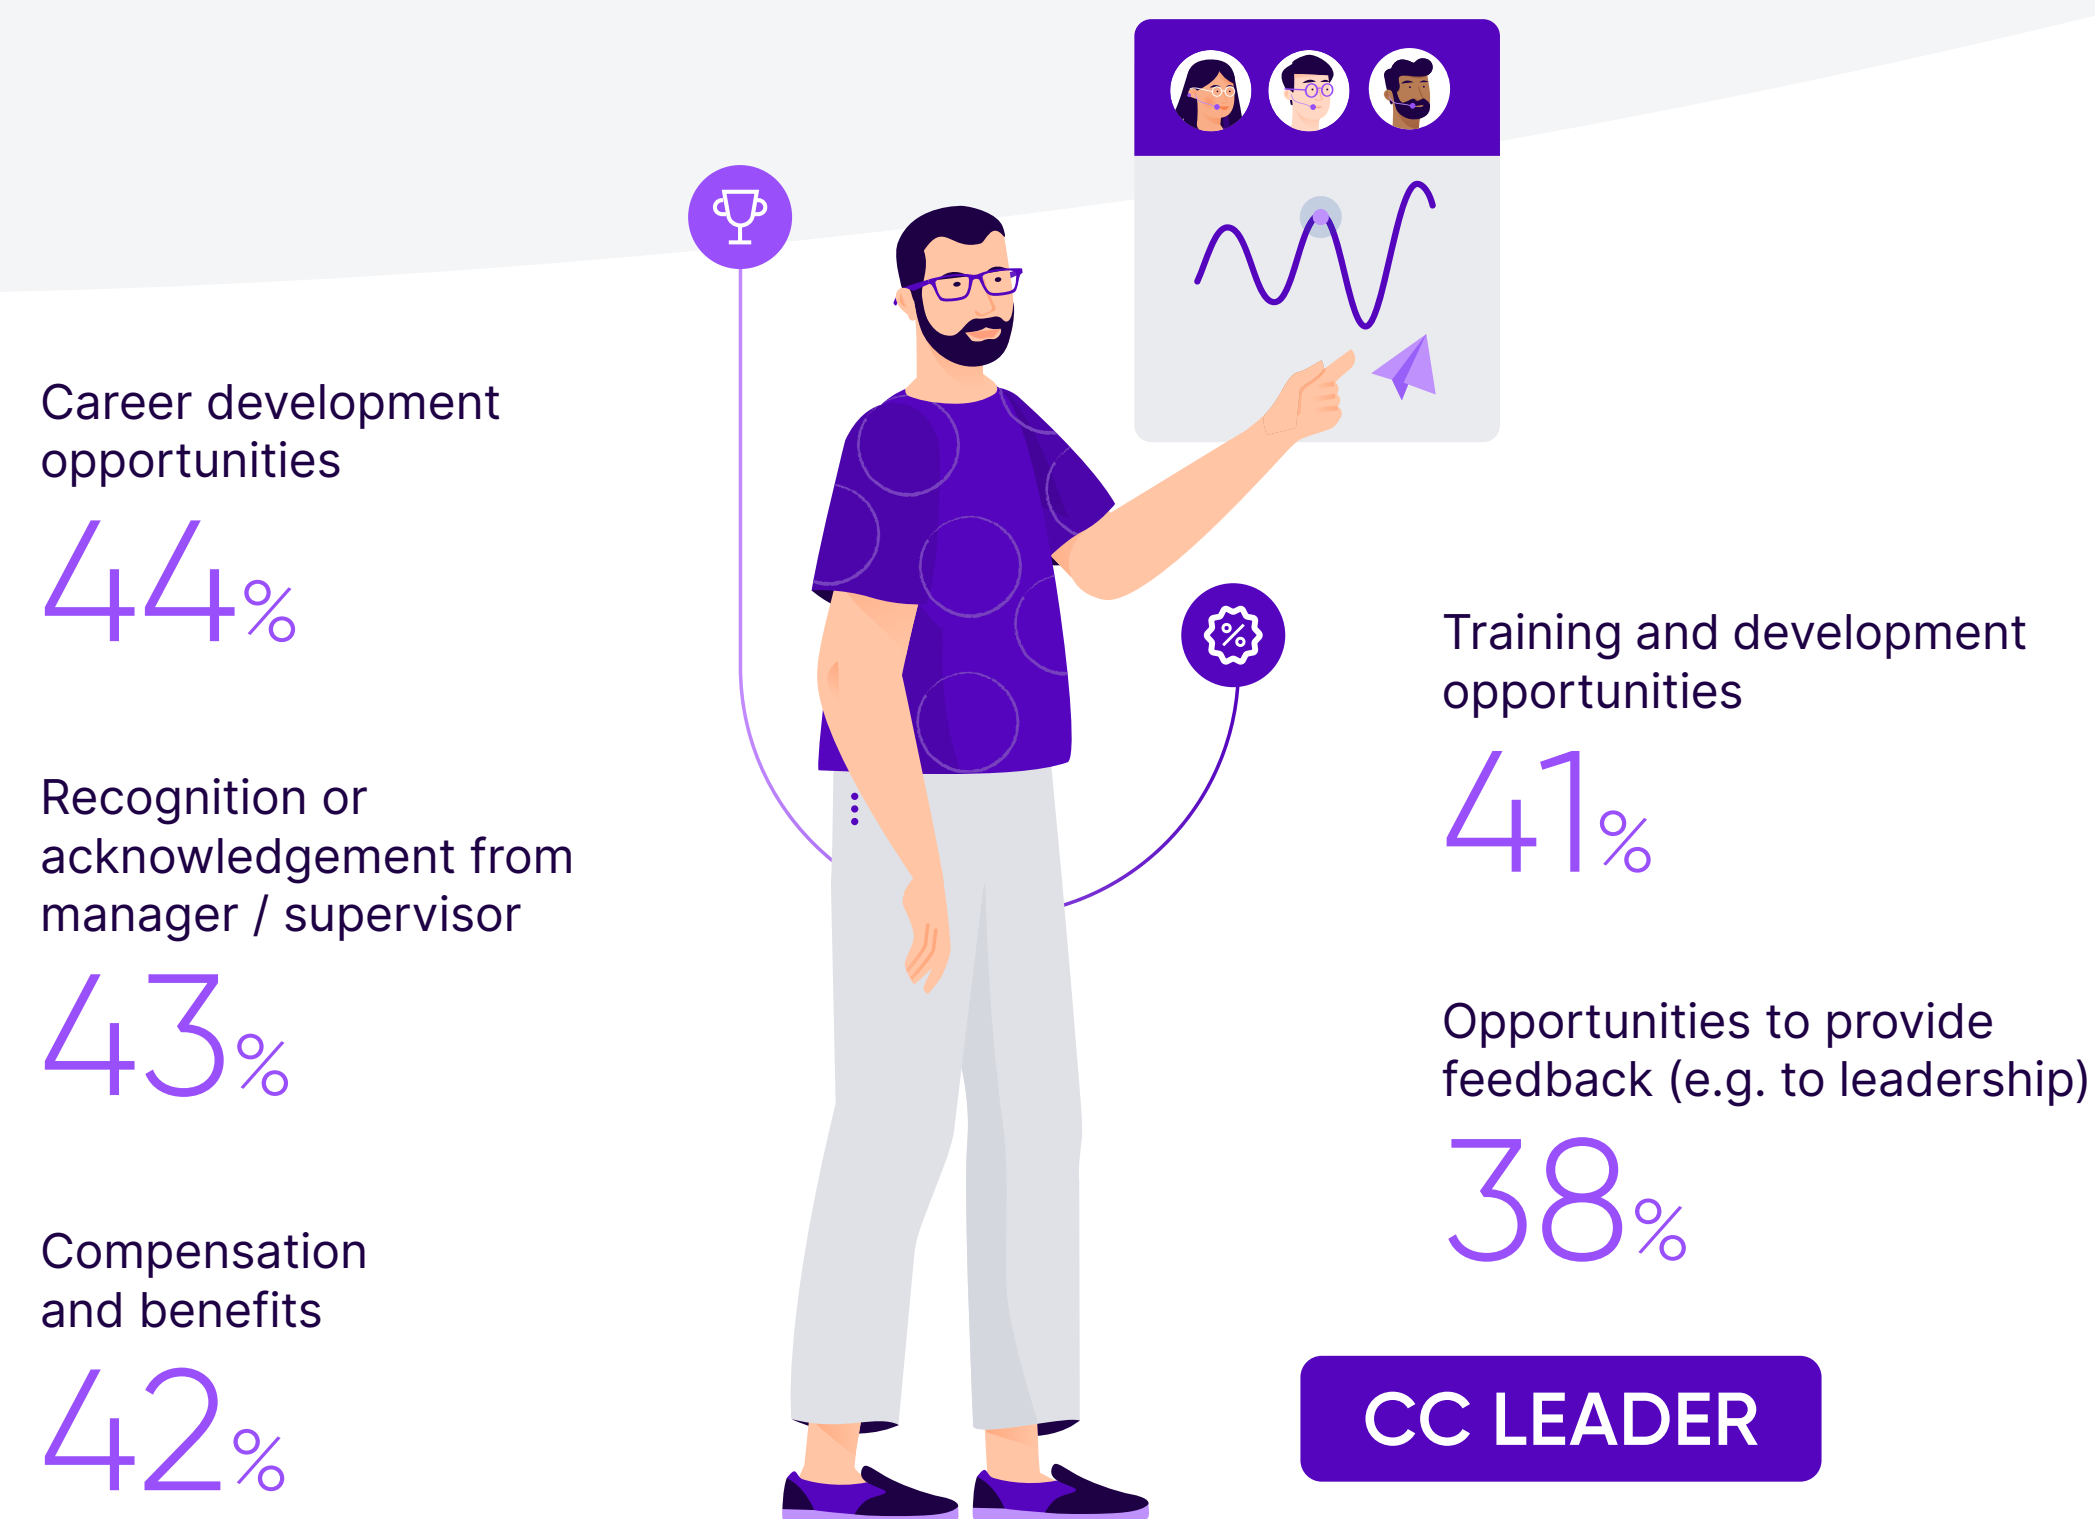 Career development
opportunities
44%
Recognition or
acknowledgement from
manager / supervisor
43%
Compensation
and benefits
42%
Training and development
opportunities
41%
Opportunities to provide
feedback (e.g. to leadership)
38%
CC LEADER